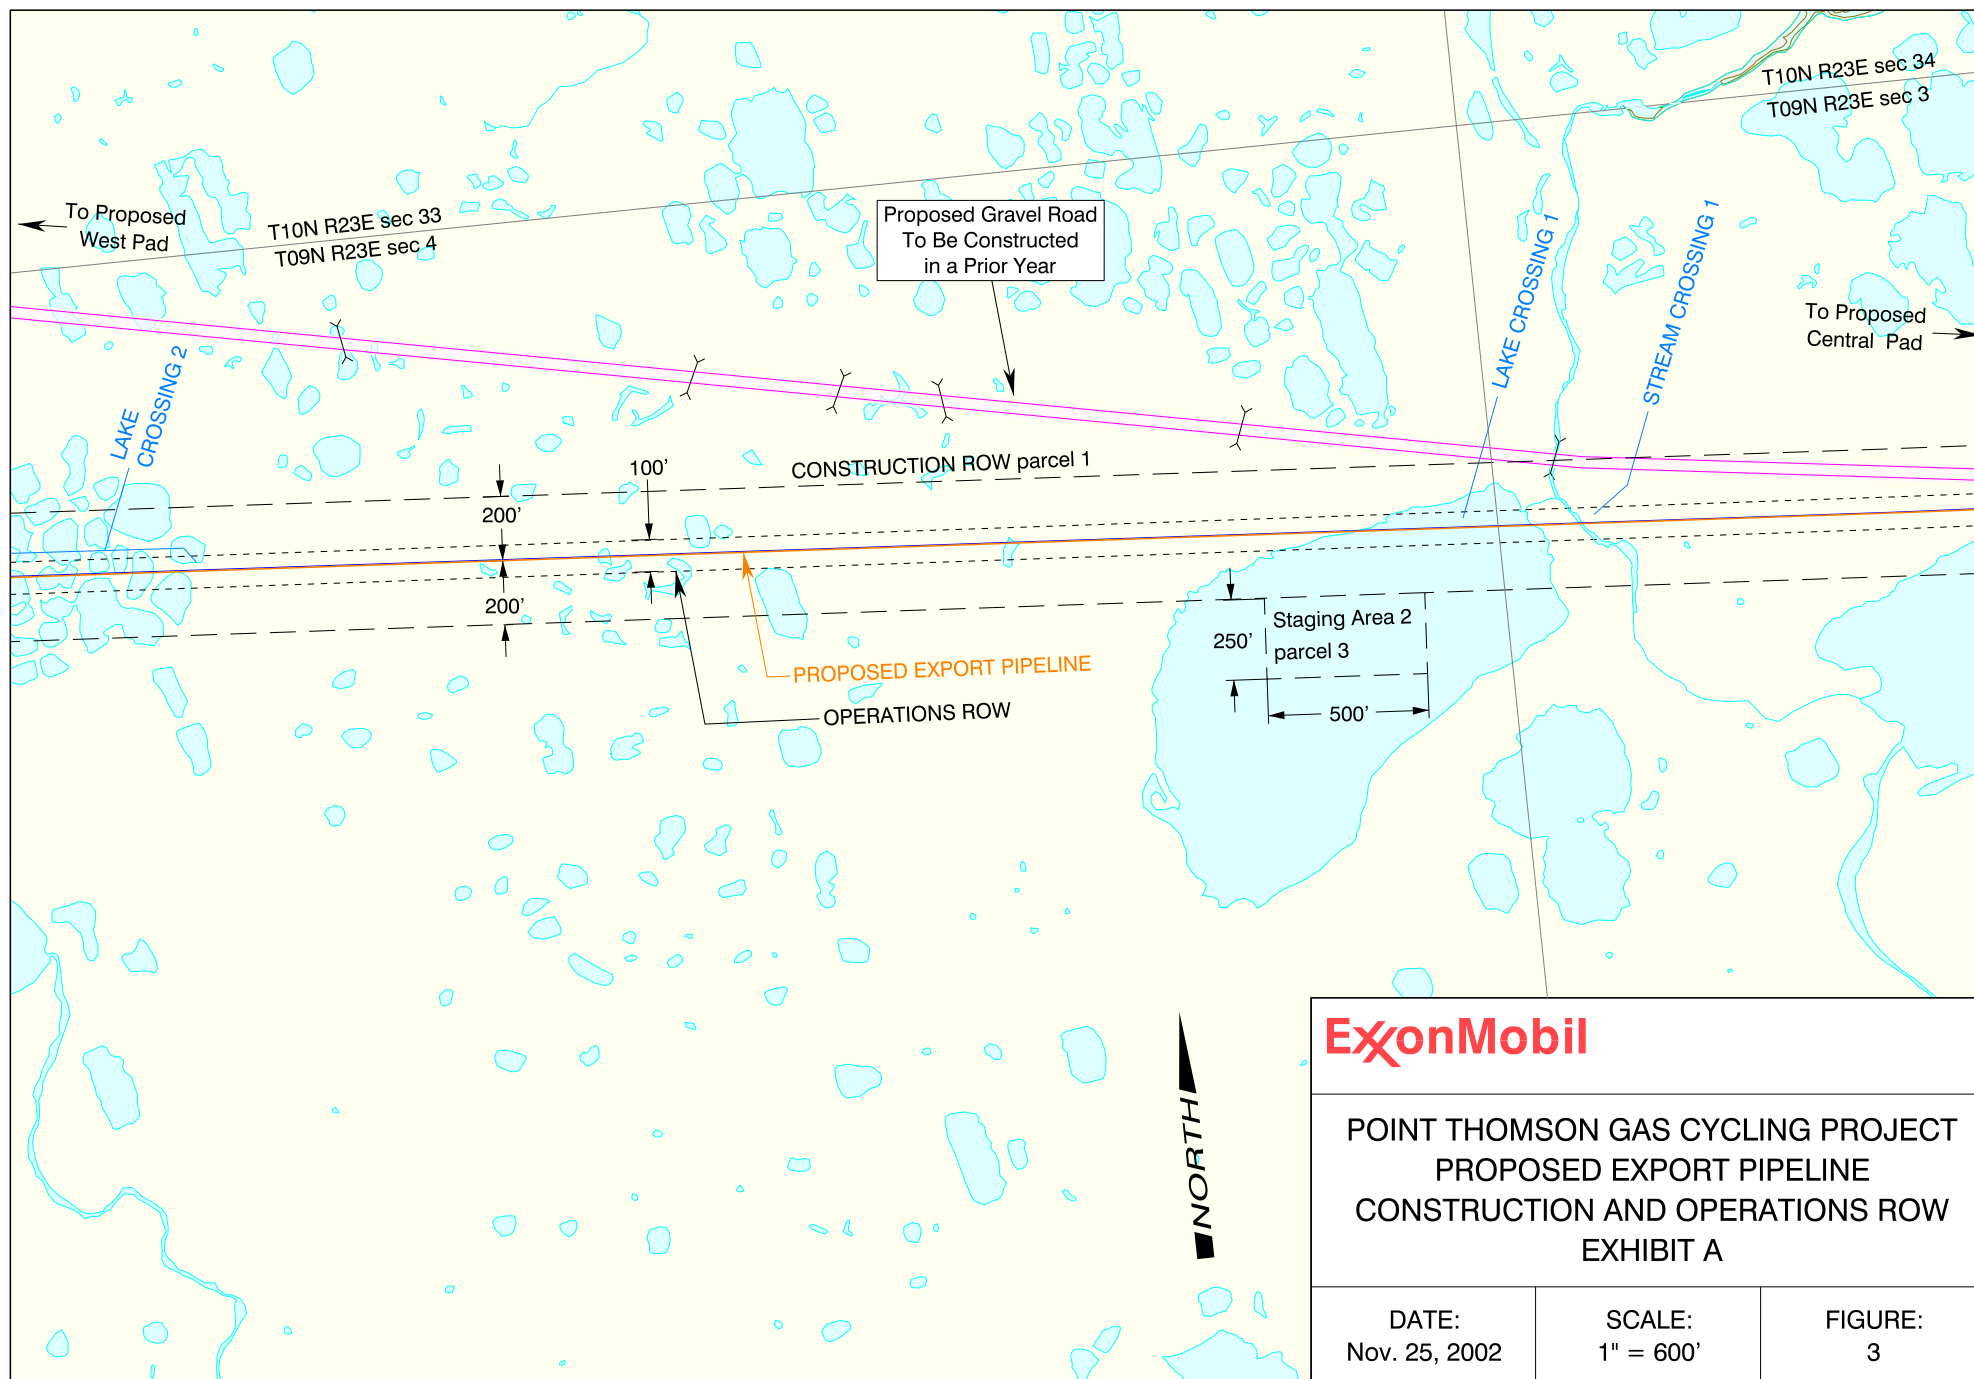 T10N R23E sec 34
T09N R23E sec 3
To Proposed
West Pad
T10N R23E sec 33
T09N R23E sec 4
Proposed Gravel Road
To Be Constructed
in a Prior Year
LAKE CROSSING 1
STREAM CROSSING 1
To Proposed
Central Pad
LAKE
CROSSING 2
100'
CONSTRUCTION ROW parcel 1
200'
200'
Staging Area 2
250'
parcel 3
PROPOSED EXPORT PIPELINE
OPERATIONS ROW
500'
NORTH
ExxonMobil
POINT THOMSON GAS CYCLING PROJECT
PROPOSED EXPORT PIPELINE
CONSTRUCTION AND OPERATIONS ROW
EXHIBIT A
DATE:
Nov. 25, 2002
SCALE:
1" = 600'
FIGURE:
3